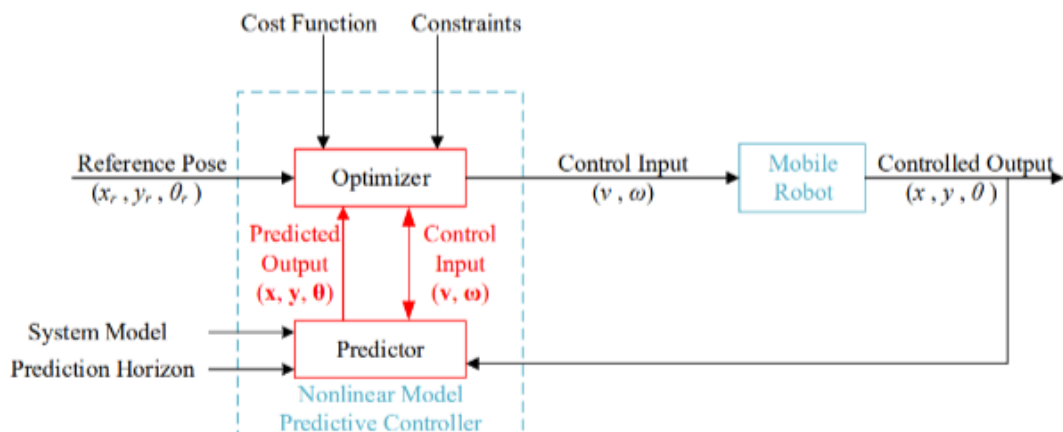 Cost Function
Constraints
Reference Pose
(xᵣ , yᵣ , θᵣ )
Optimizer
Control Input
(v , ω)
Mobile
Robot
Controlled Output
(x , y , θ )
Predicted
Output
(x, y, θ)
Control
Input
(v, ω)
System Model
Prediction Horizon
Predictor
Nonlinear Model
Predictive Controller